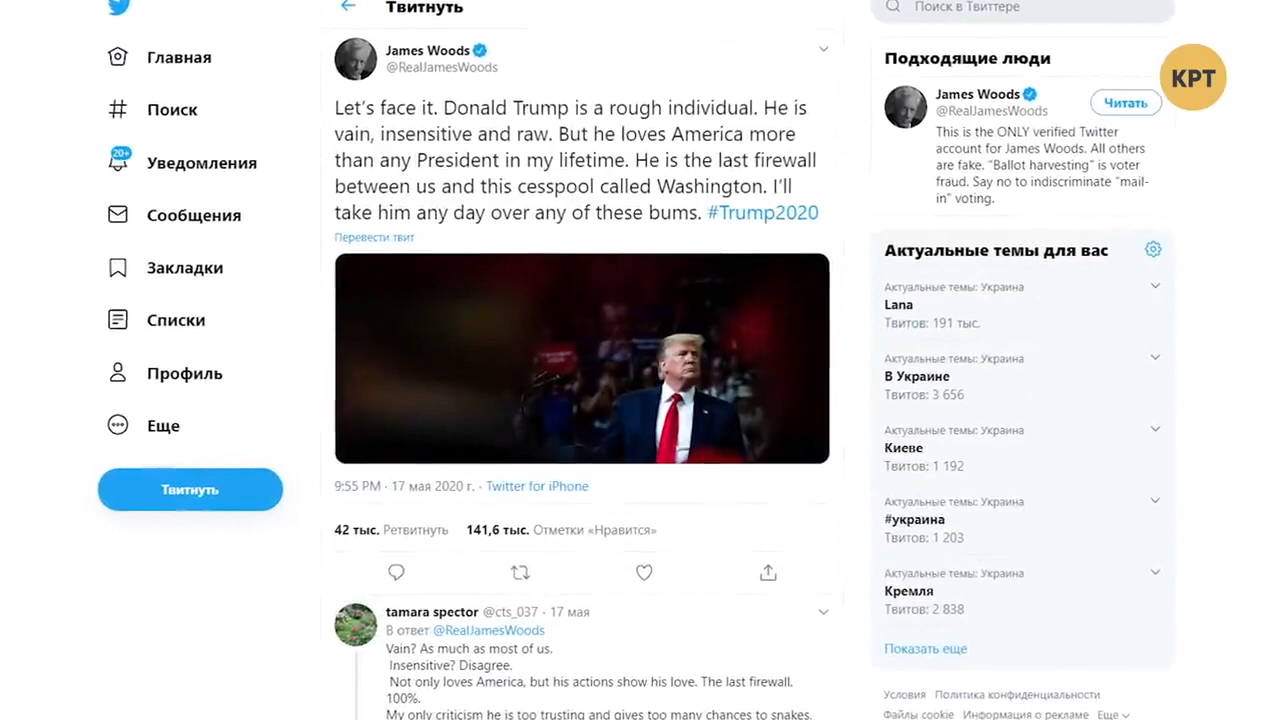 Твитнуть
Поиск в Твиттере
Главная
Поиск
20+
Уведомления
Сообщения
Закладки
Списки
Профиль
Еще
Твитнуть
James Woods
@RealJamesWoods
Let's face it. Donald Trump is a rough individual. He is
vain, insensitive and raw. But he loves America more
than any President in my lifetime. He is the last firewall
between us and this cesspool called Washington. I'll
take him any day over any of these bums. #Trump2020
Перевести твит
9:55 PM · 17 мая 2020 г. · Twitter for iPhone
42 тыс. Ретвитнуть 141,6 тыс. Отметки «Нравится»
tamara spector @cts_037 · 17 мая
В ответ @RealJamesWoods
Vain? As much as most of us.
Insensitive? Disagree.
Not only loves America, but his actions show his love. The last firewall.
100%.
My only criticism he is too trusting and gives too many chances to snakes.
Подходящие люди
КРТ
James Woods
@RealJamesWoods
Читать
This is the ONLY verified Twitter
account for James Woods. All others
are fake. "Ballot harvesting" is voter
fraud. Say no to indiscriminate "mail-
in" voting.
Актуальные темы для вас
Актуальные темы: Украина
Lana
Твитов: 191 тыс.
Актуальные темы: Украина
В Украине
Твитов: 3 656
Актуальные темы: Украина
Киеве
Твитов: 1 192
Актуальные темы: Украина
#украина
Твитов: 1 203
Актуальные темы: Украина
Кремля
Твитов: 2 838
Показать еще
Условия Политика конфиденциальности
Файлы cookie Информация о рекламе Еще